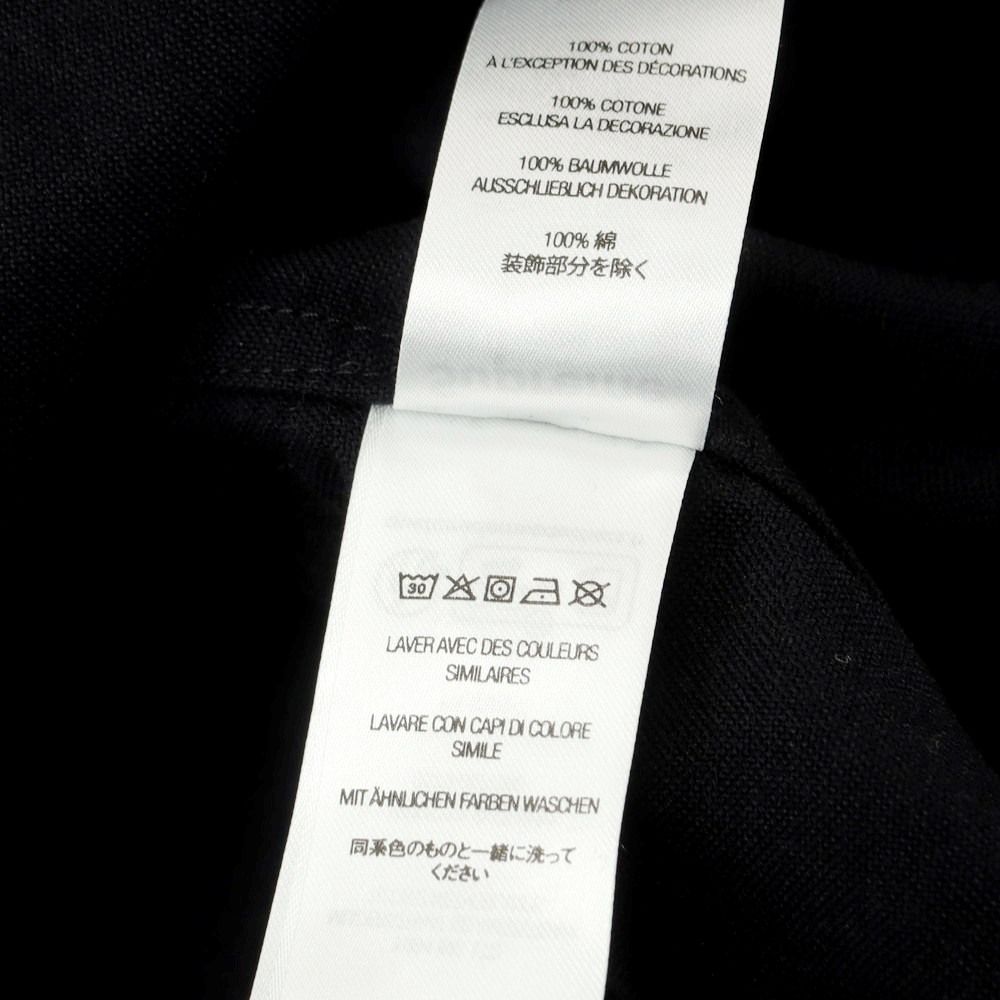 100% COTON
À L'EXCEPTION DES DÉCORATIONS
100% COTONE
ESCLUSA LA DECORAZIONE
100% BAUMWOLLE
AUSSCHLIEBLICH DEKORATION
100% 綿
装飾部分を除く
30
LAVER AVEC DES COULEURS
SIMILAIRES
LAVARE CON CAPI DI COLORE
SIMILE
MIT ÄHNLICHEN FARBEN WASCHEN
同系色のものと一緒に洗って
ください